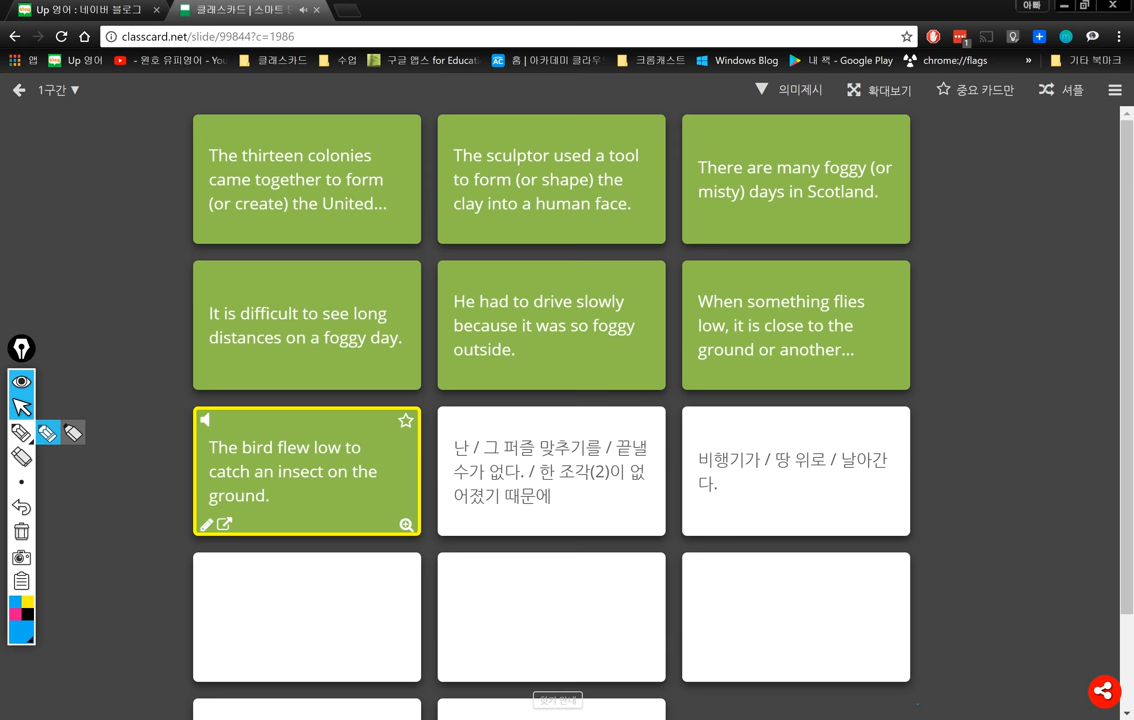 Up 영어 : 네이버 블로그
클래스카드 | 스마트
아빠
classcard.net/slide/99844?c=1986
앱
Up 영어
- 원호 유피영어 - You
클래스카드
수업
구글 앱스 for Educati
홈 | 아카데미 클라우
크롬캐스트
Windows Blog
내 책 - Google Play
chrome://flags
»
기타 북마크
1구간 ▼
▼ 의미제시
확대보기
중요 카드만
셔플
The thirteen colonies
came together to form
(or create) the United...
The sculptor used a tool
to form (or shape) the
clay into a human face.
There are many foggy (or
misty) days in Scotland.
It is difficult to see long
distances on a foggy day.
He had to drive slowly
because it was so foggy
outside.
When something flies
low, it is close to the
ground or another...
The bird flew low to
catch an insect on the
ground.
난 / 그 퍼즐 맞추기를 / 끝낼
수가 없다. / 한 조각(2)이 없
어졌기 때문에
비행기가 / 땅 위로 / 날아간
다.